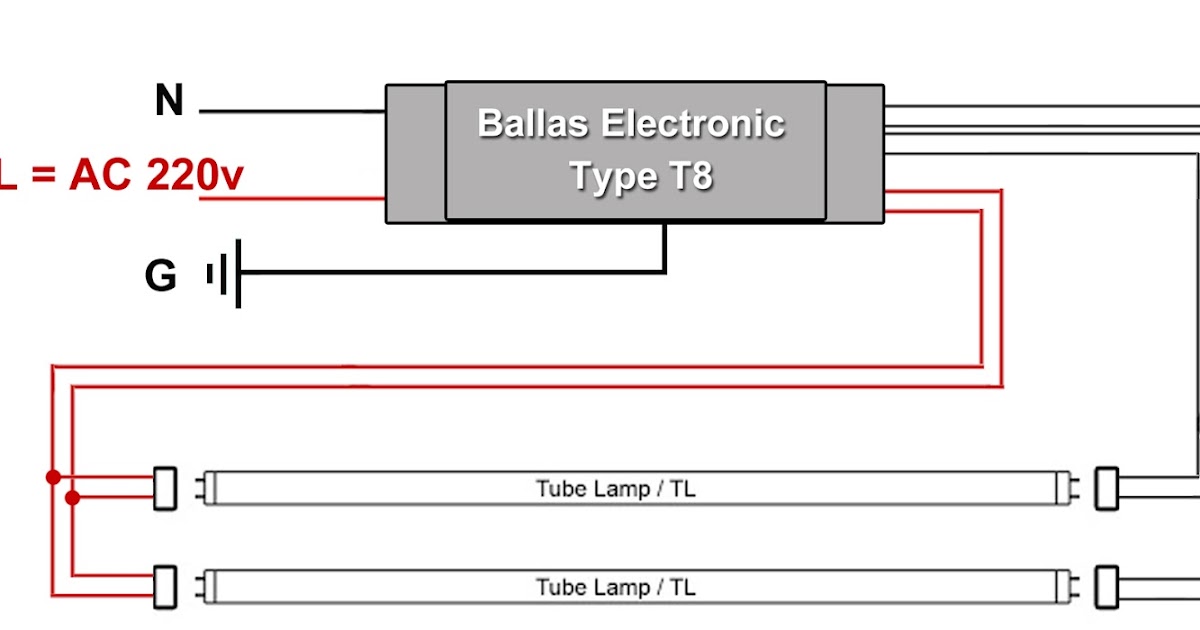 N
Ballas Electronic
Type T8
L = AC 220v
G
Tube Lamp / TL
Tube Lamp / TL